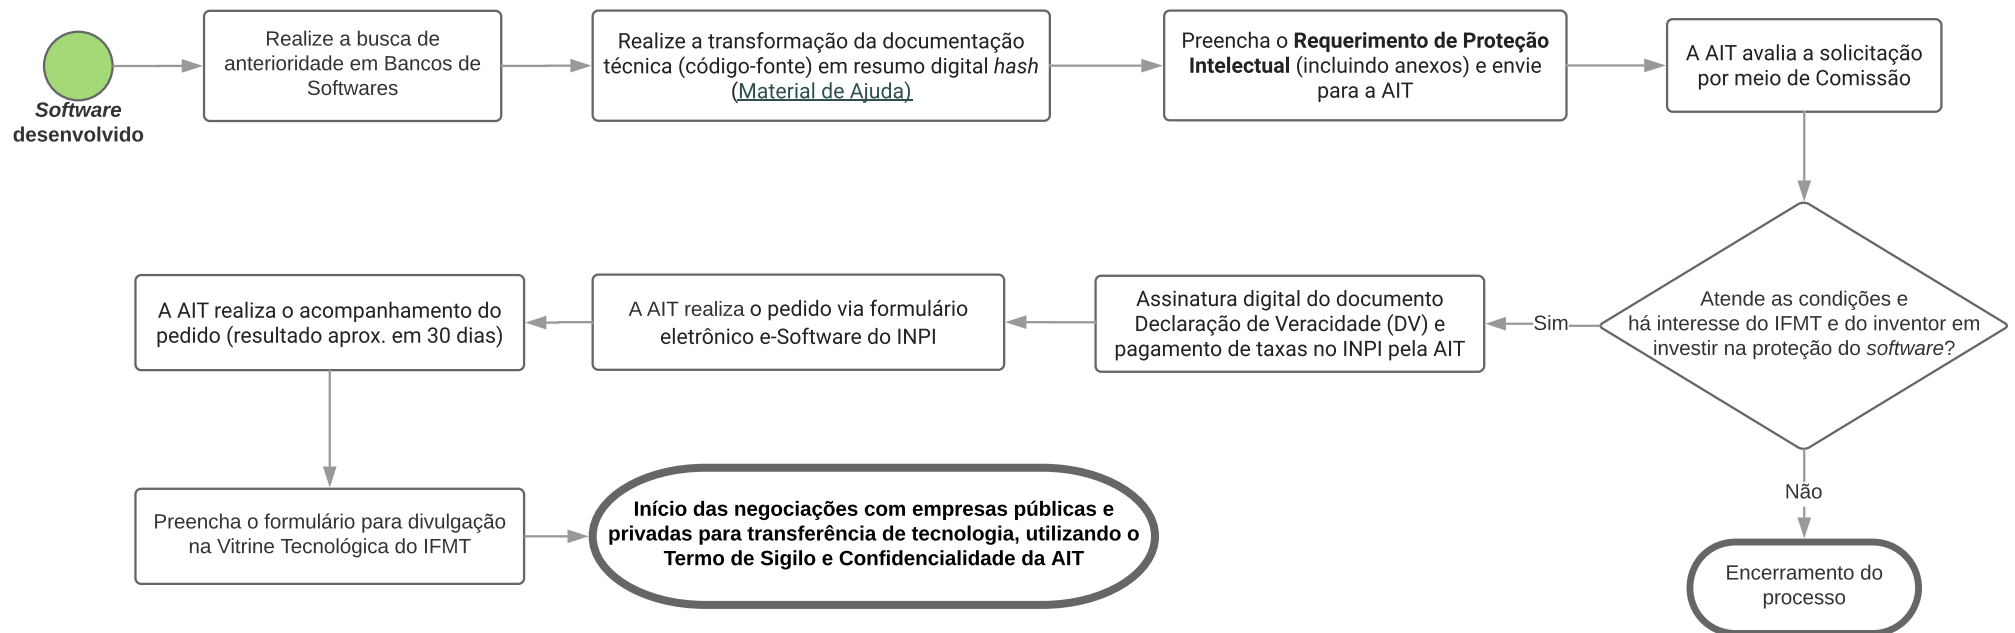 Software
desenvolvido
Realize a busca de
anterioridade em Bancos de
Softwares
Realize a transformação da documentação
técnica (código-fonte) em resumo digital hash
(Material de Ajuda)
Preencha o Requerimento de Proteção
Intelectual (incluindo anexos) e envie
para a AIT
A AIT avalia a solicitação
por meio de Comissão
Atende as condições e
há interesse do IFMT e do inventor em
investir na proteção do software?
Sim
Assinatura digital do documento
Declaração de Veracidade (DV) e
pagamento de taxas no INPI pela AIT
A AIT realiza o pedido via formulário
eletrônico e-Software do INPI
A AIT realiza o acompanhamento do
pedido (resultado aprox. em 30 dias)
Preencha o formulário para divulgação
na Vitrine Tecnológica do IFMT
Início das negociações com empresas públicas e
privadas para transferência de tecnologia, utilizando o
Termo de Sigilo e Confidencialidade da AIT
Não
Encerramento do
processo